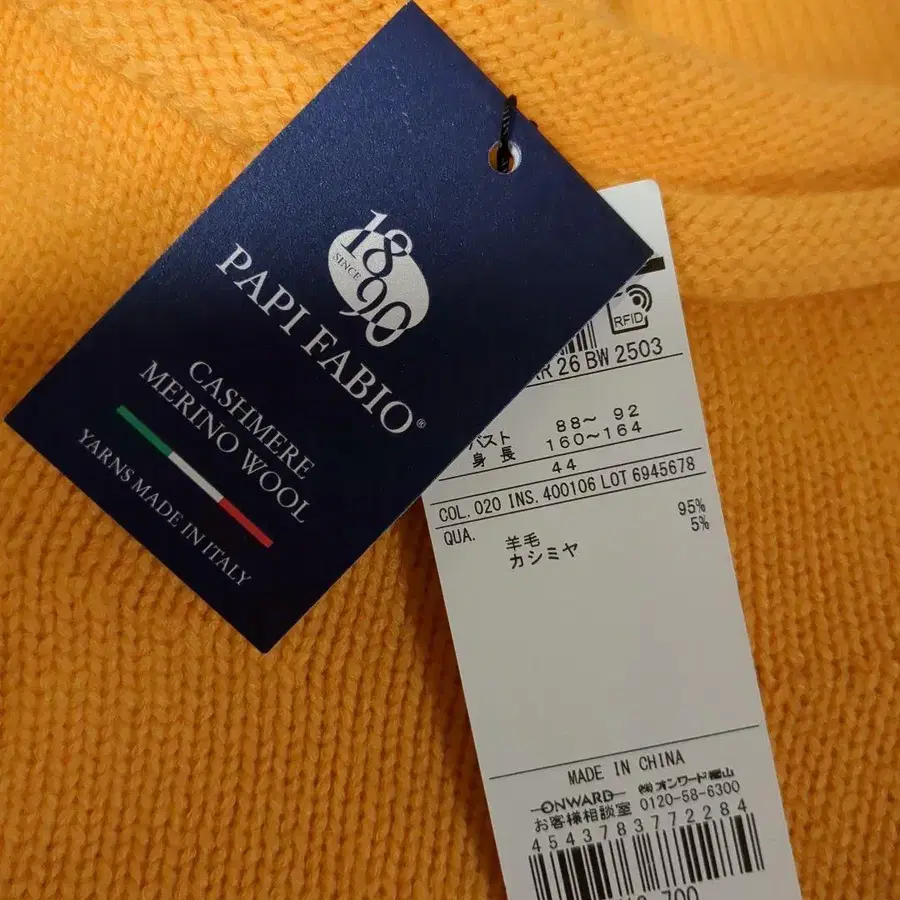 1890
SINCE
PAPI FABIO®
CASHMERE
MERINO WOOL
YARNS MADE IN ITALY
RFID
26 BW 2503
バスト 88～ 92
身 長 160～164
44
COL. 020 INS. 400106 LOT 6945678
QUA. 羊毛 95%
カシミヤ 5%
MADE IN CHINA
ONWARD ㈱オンワード樫山
お客様相談室 0120-58-6300
4543783772284